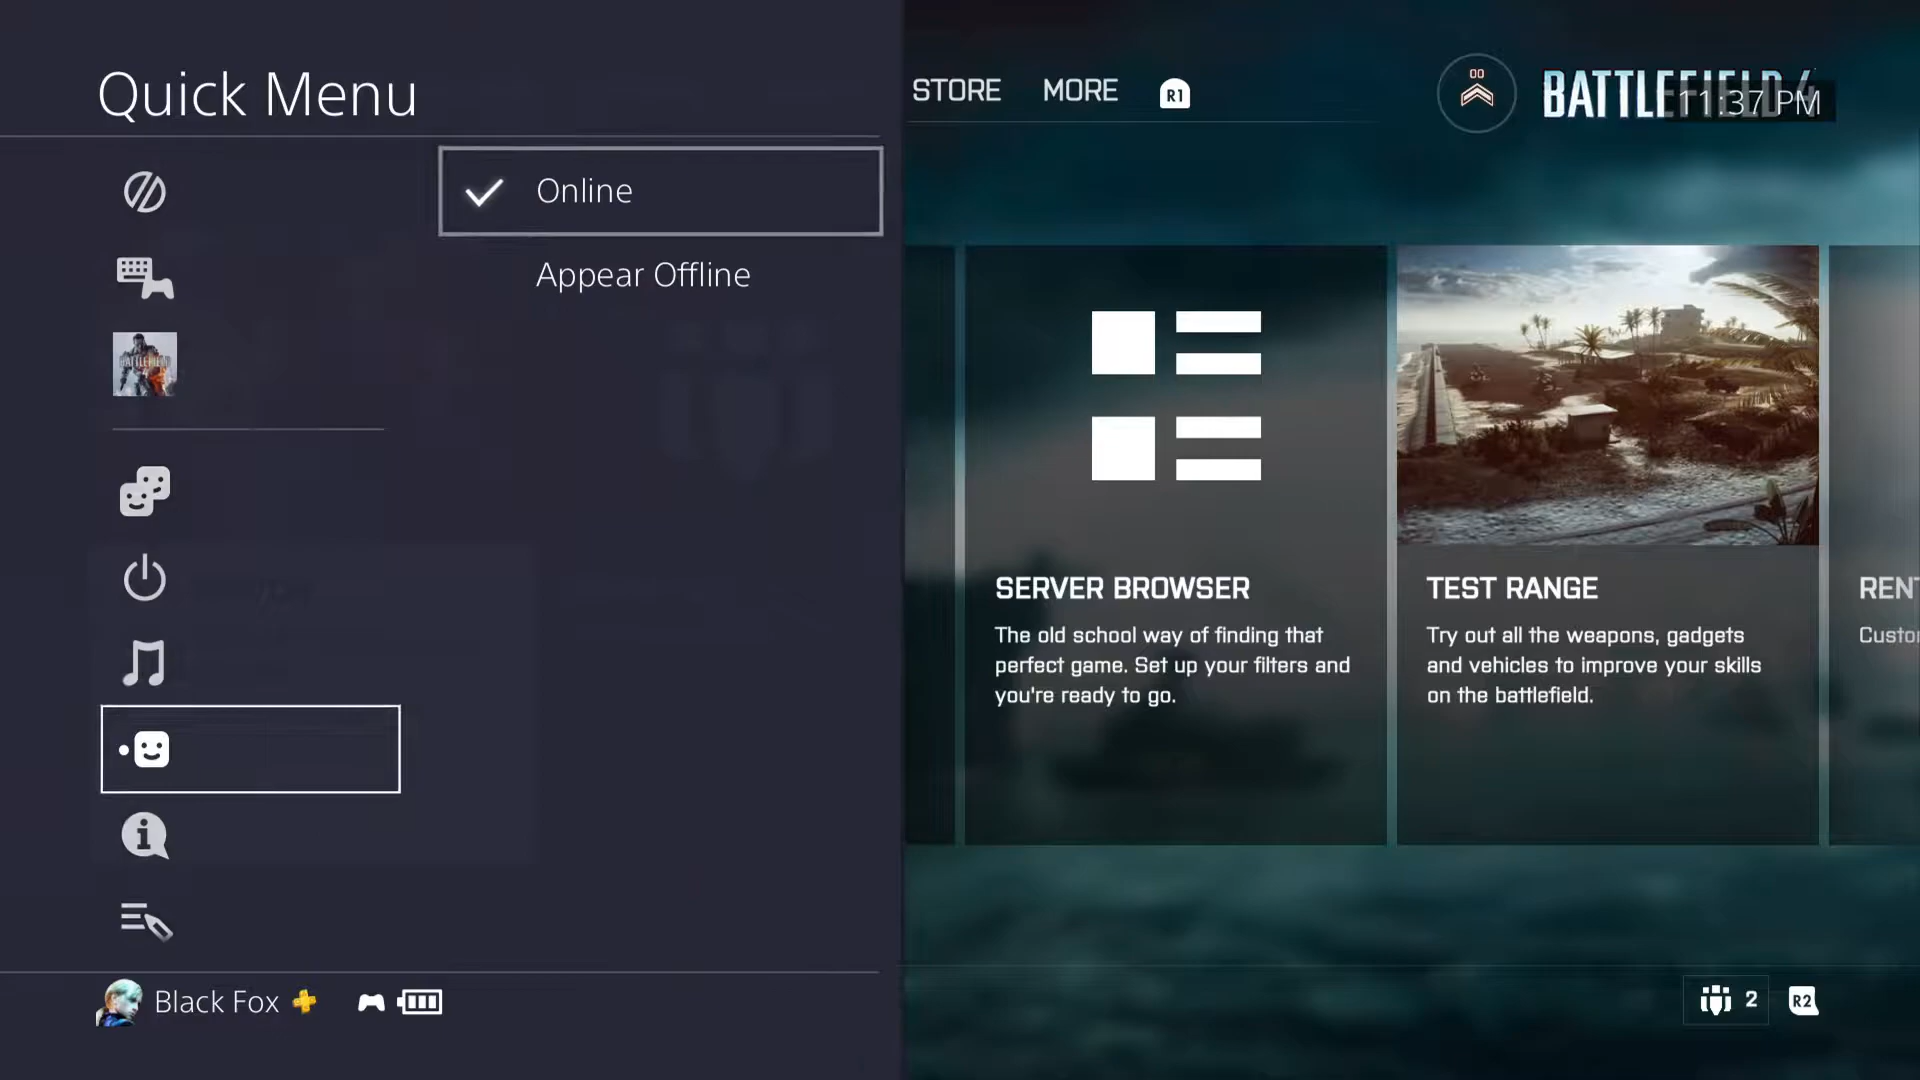 Quick Menu
Online
Appear Offline
Black Fox
STORE MORE R1
00
BATTLEFIELD 4
11:37 PM
SERVER BROWSER
The old school way of finding that
perfect game. Set up your filters and
you're ready to go.
TEST RANGE
Try out all the weapons, gadgets
and vehicles to improve your skills
on the battlefield.
RENT
Custo
2 R2